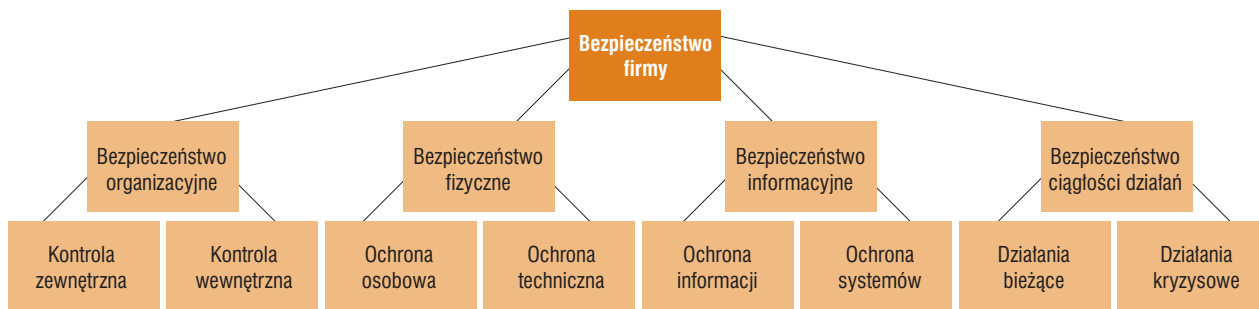 Bezpieczeństwo
firmy
Bezpieczeństwo
organizacyjne
Bezpieczeństwo
fizyczne
Bezpieczeństwo
informacyjne
Bezpieczeństwo
ciągłości działań
Kontrola
zewnętrzna
Kontrola
wewnętrzna
Ochrona
osobowa
Ochrona
techniczna
Ochrona
informacji
Ochrona
systemów
Działania
bieżące
Działania
kryzysowe